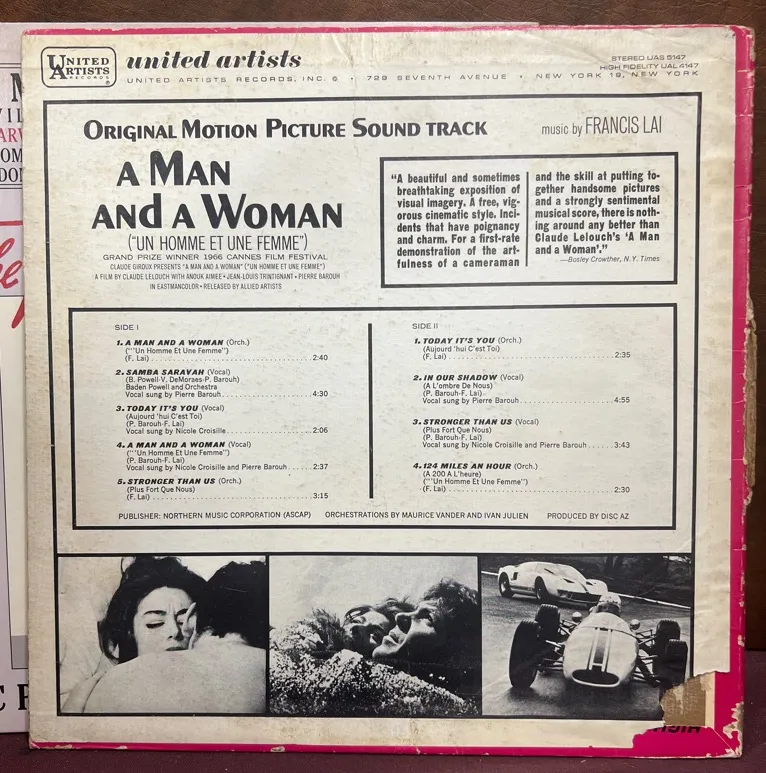 UNITED
ARTISTS
RECORDS
united artists
UNITED ARTISTS RECORDS, INC. • 729 SEVENTH AVENUE • NEW YORK 19, NEW YORK
STEREO UAS 5147
HIGH FIDELITY UAL 4147
ORIGINAL MOTION PICTURE SOUND TRACK
music by FRANCIS LAI
A MAN
AND A WOMAN
("UN HOMME ET UNE FEMME")
GRAND PRIZE WINNER 1966 CANNES FILM FESTIVAL
CLAUDE GIROUX PRESENTS "A MAN AND A WOMAN" ("UN HOMME ET UNE FEMME")
A FILM BY CLAUDE LELOUCH WITH ANOUK AIMEE • JEAN-LOUIS TRINTIGNANT • PIERRE BAROUH
IN EASTMANCOLOR • RELEASED BY ALLIED ARTISTS
"A beautiful and sometimes
breathtaking exposition of
visual imagery. A free, vig-
orous cinematic style. Inci-
dents that have poignancy
and charm. For a first-rate
demonstration of the art-
fulness of a cameraman
and the skill at putting to-
gether handsome pictures
and a strongly sentimental
musical score, there is noth-
ing around any better than
Claude Lelouch's 'A Man
and a Woman'."
—Bosley Crowther, N.Y. Times
SIDE I
1. A MAN AND A WOMAN (Orch.)
(""Un Homme Et Une Femme")
(F. Lai) 2:40
2. SAMBA SARAVAH (Vocal)
(B. Powell-V. DeMoraes-P. Barouh)
Baden Powell and Orchestra
Vocal sung by Pierre Barouh 4:30
3. TODAY IT'S YOU (Vocal)
(Aujourd 'hui C'est Toi)
(P. Barouh-F. Lai)
Vocal sung by Nicole Croisille 2:06
4. A MAN AND A WOMAN (Vocal)
(""Un Homme Et Une Femme")
(P. Barouh-F. Lai)
Vocal sung by Nicole Croisille and Pierre Barouh 2:37
5. STRONGER THAN US (Orch.)
(Plus Fort Que Nous)
(F. Lai) 3:15
SIDE II
1. TODAY IT'S YOU (Orch.)
(Aujourd 'hui C'est Toi)
(F. Lai) 2:35
2. IN OUR SHADOW (Vocal)
(A L'ombre De Nous)
(P. Barouh-F. Lai)
Vocal sung by Pierre Barouh 4:55
3. STRONGER THAN US (Vocal)
(Plus Fort Que Nous)
(P. Barouh-F. Lai)
Vocal sung by Nicole Croisille and Pierre Barouh 3:43
4. 124 MILES AN HOUR (Orch.)
(A 200 A L'heure)
(""Un Homme Et Une Femme")
(F. Lai) 2:30
PUBLISHER: NORTHERN MUSIC CORPORATION (ASCAP) ORCHESTRATIONS BY MAURICE VANDER AND IVAN JULIEN PRODUCED BY DISC AZ